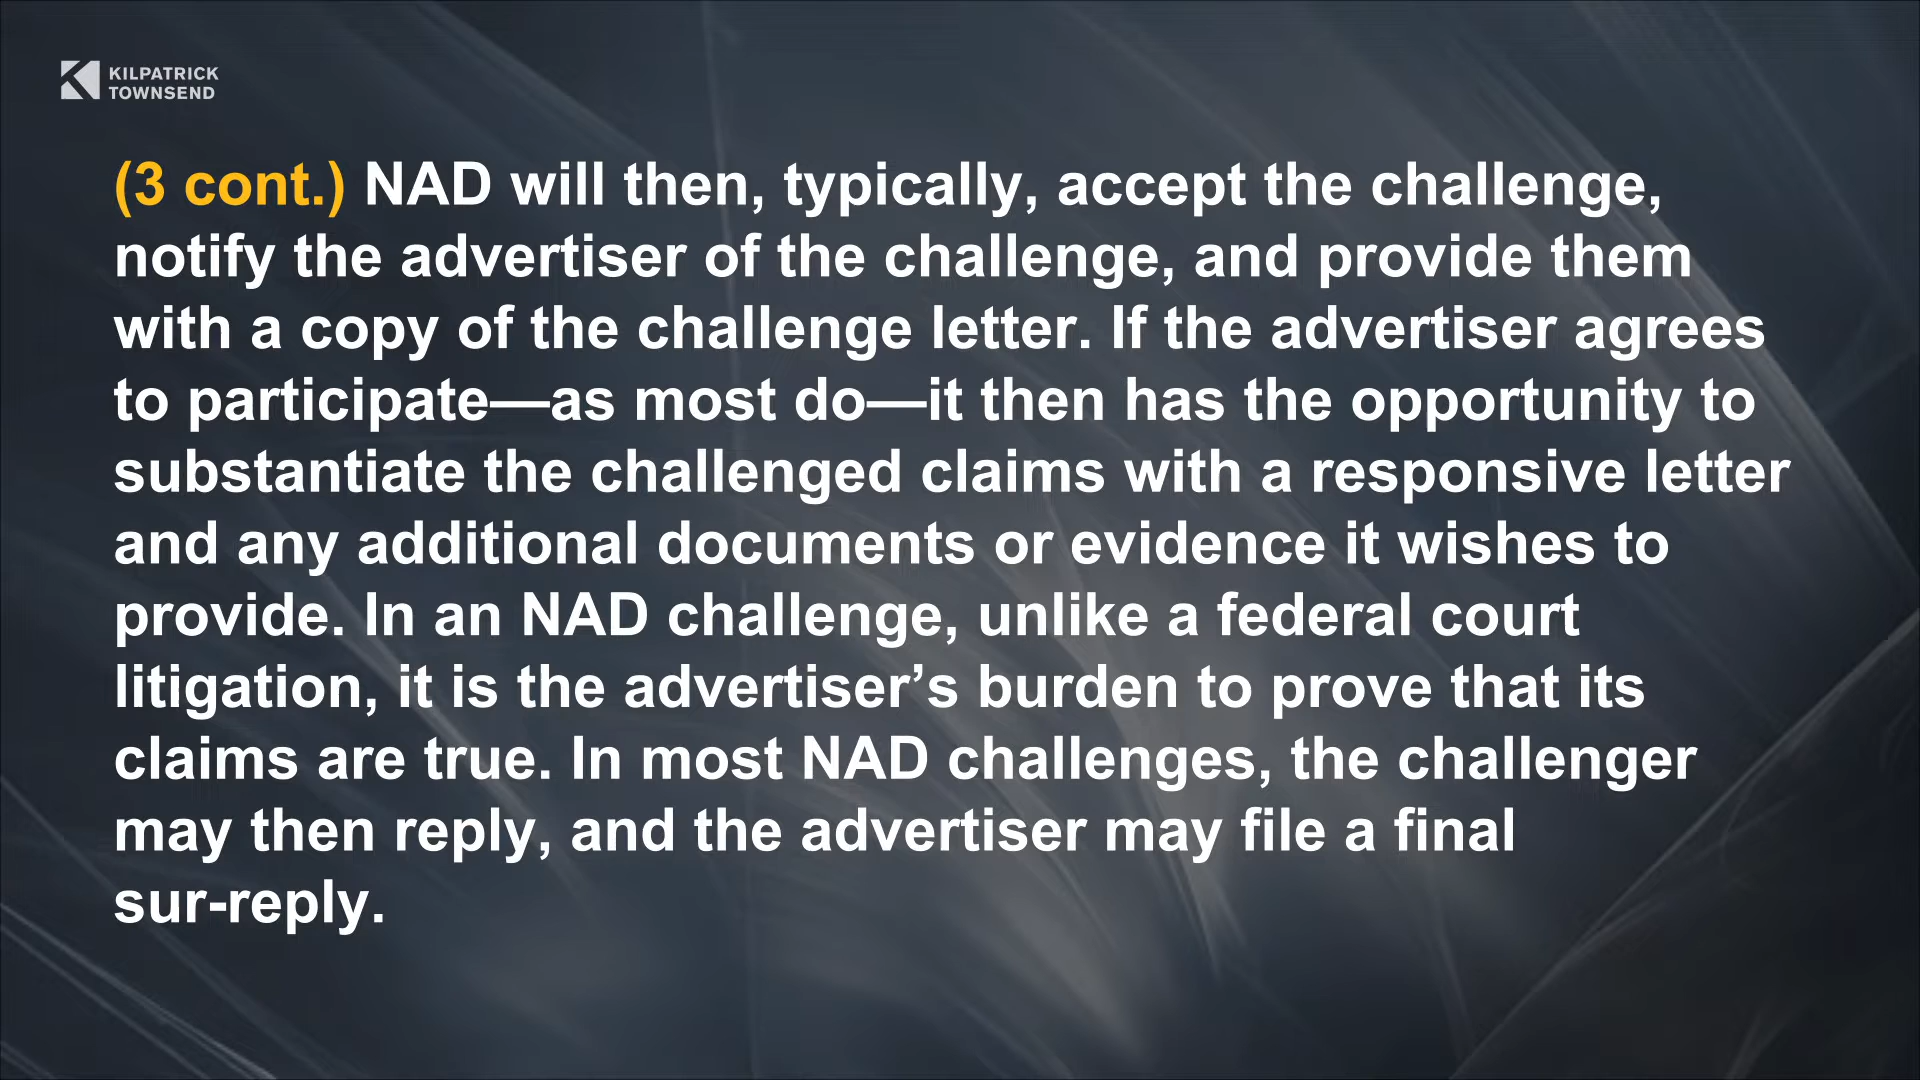 KILPATRICK
TOWNSEND
(3 cont.) NAD will then, typically, accept the challenge,
notify the advertiser of the challenge, and provide them
with a copy of the challenge letter. If the advertiser agrees
to participate—as most do—it then has the opportunity to
substantiate the challenged claims with a responsive letter
and any additional documents or evidence it wishes to
provide. In an NAD challenge, unlike a federal court
litigation, it is the advertiser’s burden to prove that its
claims are true. In most NAD challenges, the challenger
may then reply, and the advertiser may file a final
sur-reply.